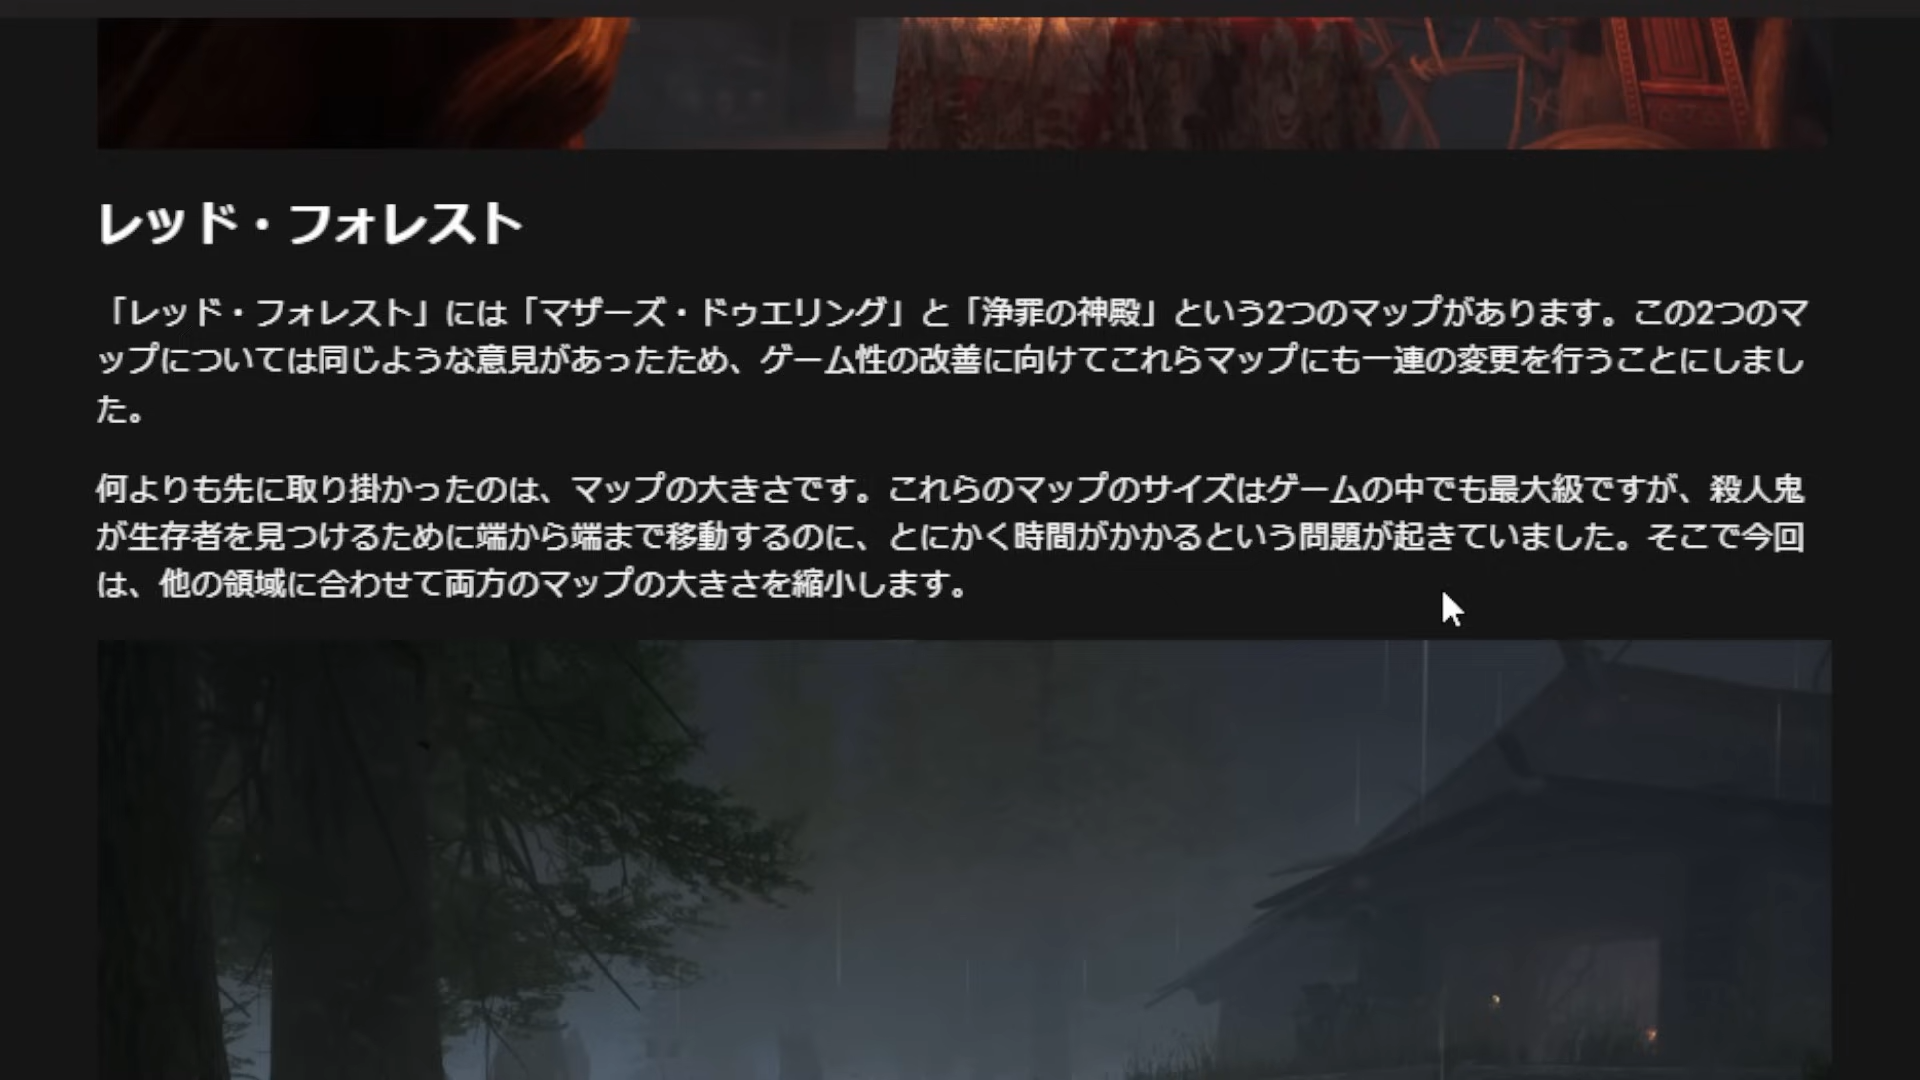 レッド・フォレスト
「レッド・フォレスト」には「マザーズ・ドゥエリング」と「浄罪の神殿」という2つのマップがあります。この2つのマ
ップについては同じような意見があったため、ゲーム性の改善に向けてこれらマップにも一連の変更を行うことにしまし
た。
何よりも先に取り掛かったのは、マップの大きさです。これらのマップのサイズはゲームの中でも最大級ですが、殺人鬼
が生存者を見つけるために端から端まで移動するのに、とにかく時間がかかるという問題が起きていました。そこで今回
は、他の領域に合わせて両方のマップの大きさを縮小します。